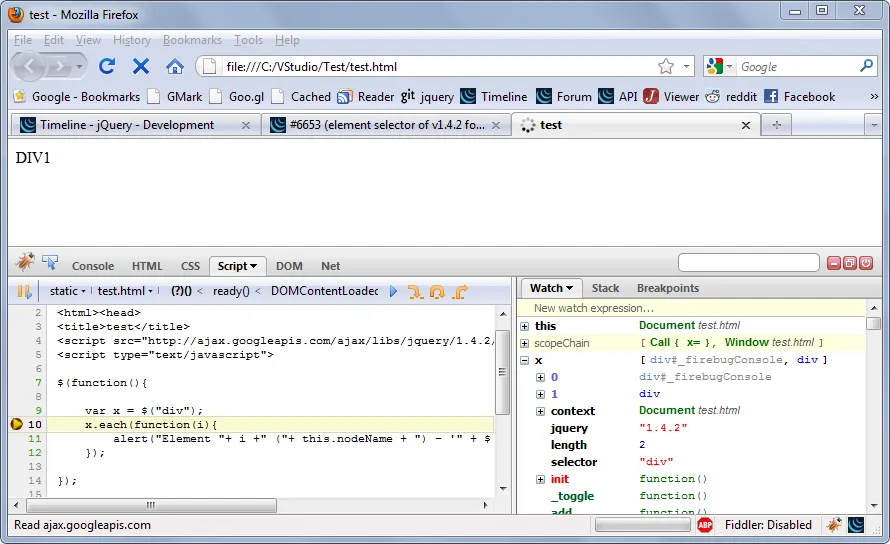 test - Mozilla Firefox
File Edit View History Bookmarks Tools Help
file:///C:/VStudio/Test/test.html
Google
Google - Bookmarks GMark Goo.gl Cached Reader git jquery Timeline Forum API Viewer reddit Facebook »
Timeline - jQuery - Development #6653 (element selector of v1.4.2 fo... test
DIV1
Console HTML CSS Script DOM Net
static test.html (?)() < ready() < DOMContentLoaded
2 <html><head>
3 <title>test</title>
4 <script src="http://ajax.googleapis.com/ajax/libs/jquery/1.4.2/
5 <script type="text/javascript">
6
7 $(function(){
8
9 var x = $("div");
10 x.each(function(i){
11 alert("Element "+ i +" ("+ this.nodeName + ") - '" + $
12 });
13
14 });
15
Watch Stack Breakpoints
New watch expression...
this Document test.html
scopeChain [ Call { x= }, Window test.html ]
x [ div#_firebugConsole, div ]
0 div#_firebugConsole
1 div
context Document test.html
jquery "1.4.2"
length 2
selector "div"
init function()
_toggle function()
add function()
Read ajax.googleapis.com
ABP Fiddler: Disabled